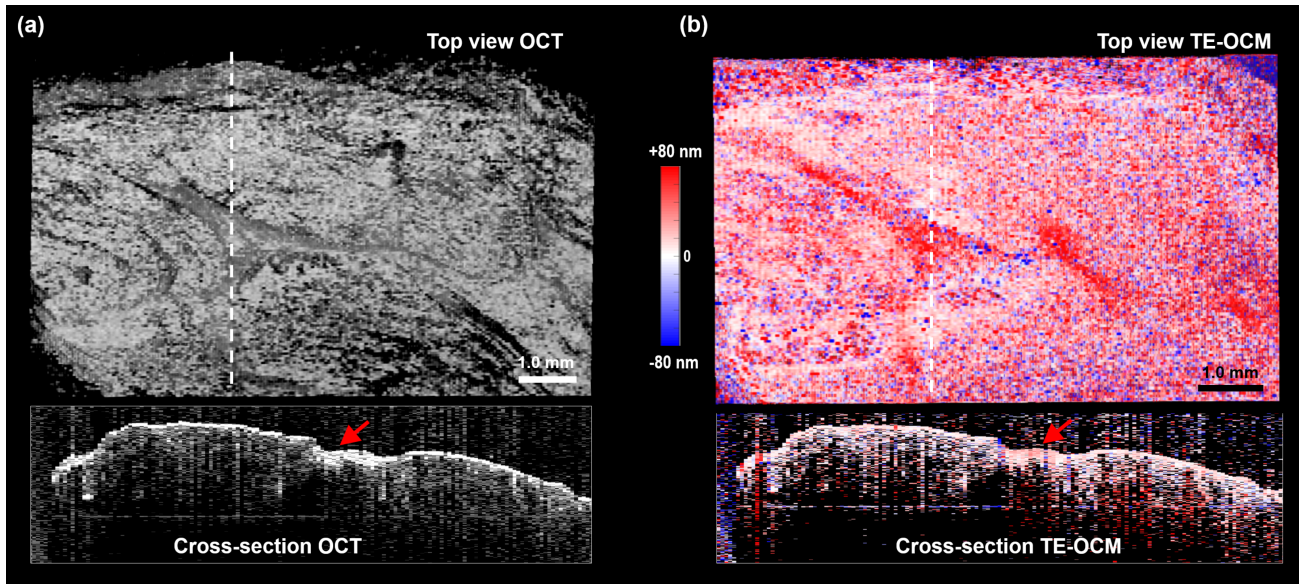 (a)
Top view OCT
1.0 mm
Cross-section OCT
(b)
Top view TE-OCM
+80 nm
0
-80 nm
1.0 mm
Cross-section TE-OCM